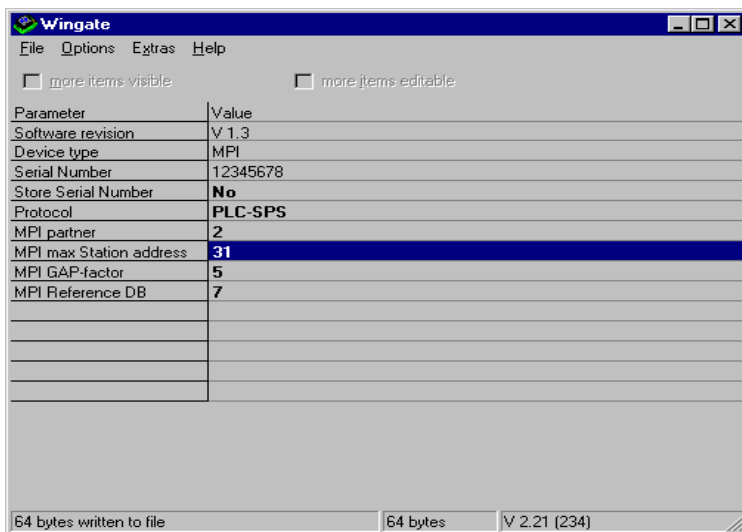 Wingate
File Options Extras Help
more items visible more items editable
Parameter Value
Software revision V 1.3
Device type MPI
Serial Number 12345678
Store Serial Number No
Protocol PLC-SPS
MPI partner 2
MPI max Station address 31
MPI GAP-factor 5
MPI Reference DB 7
64 bytes written to file 64 bytes V 2.21 (234)